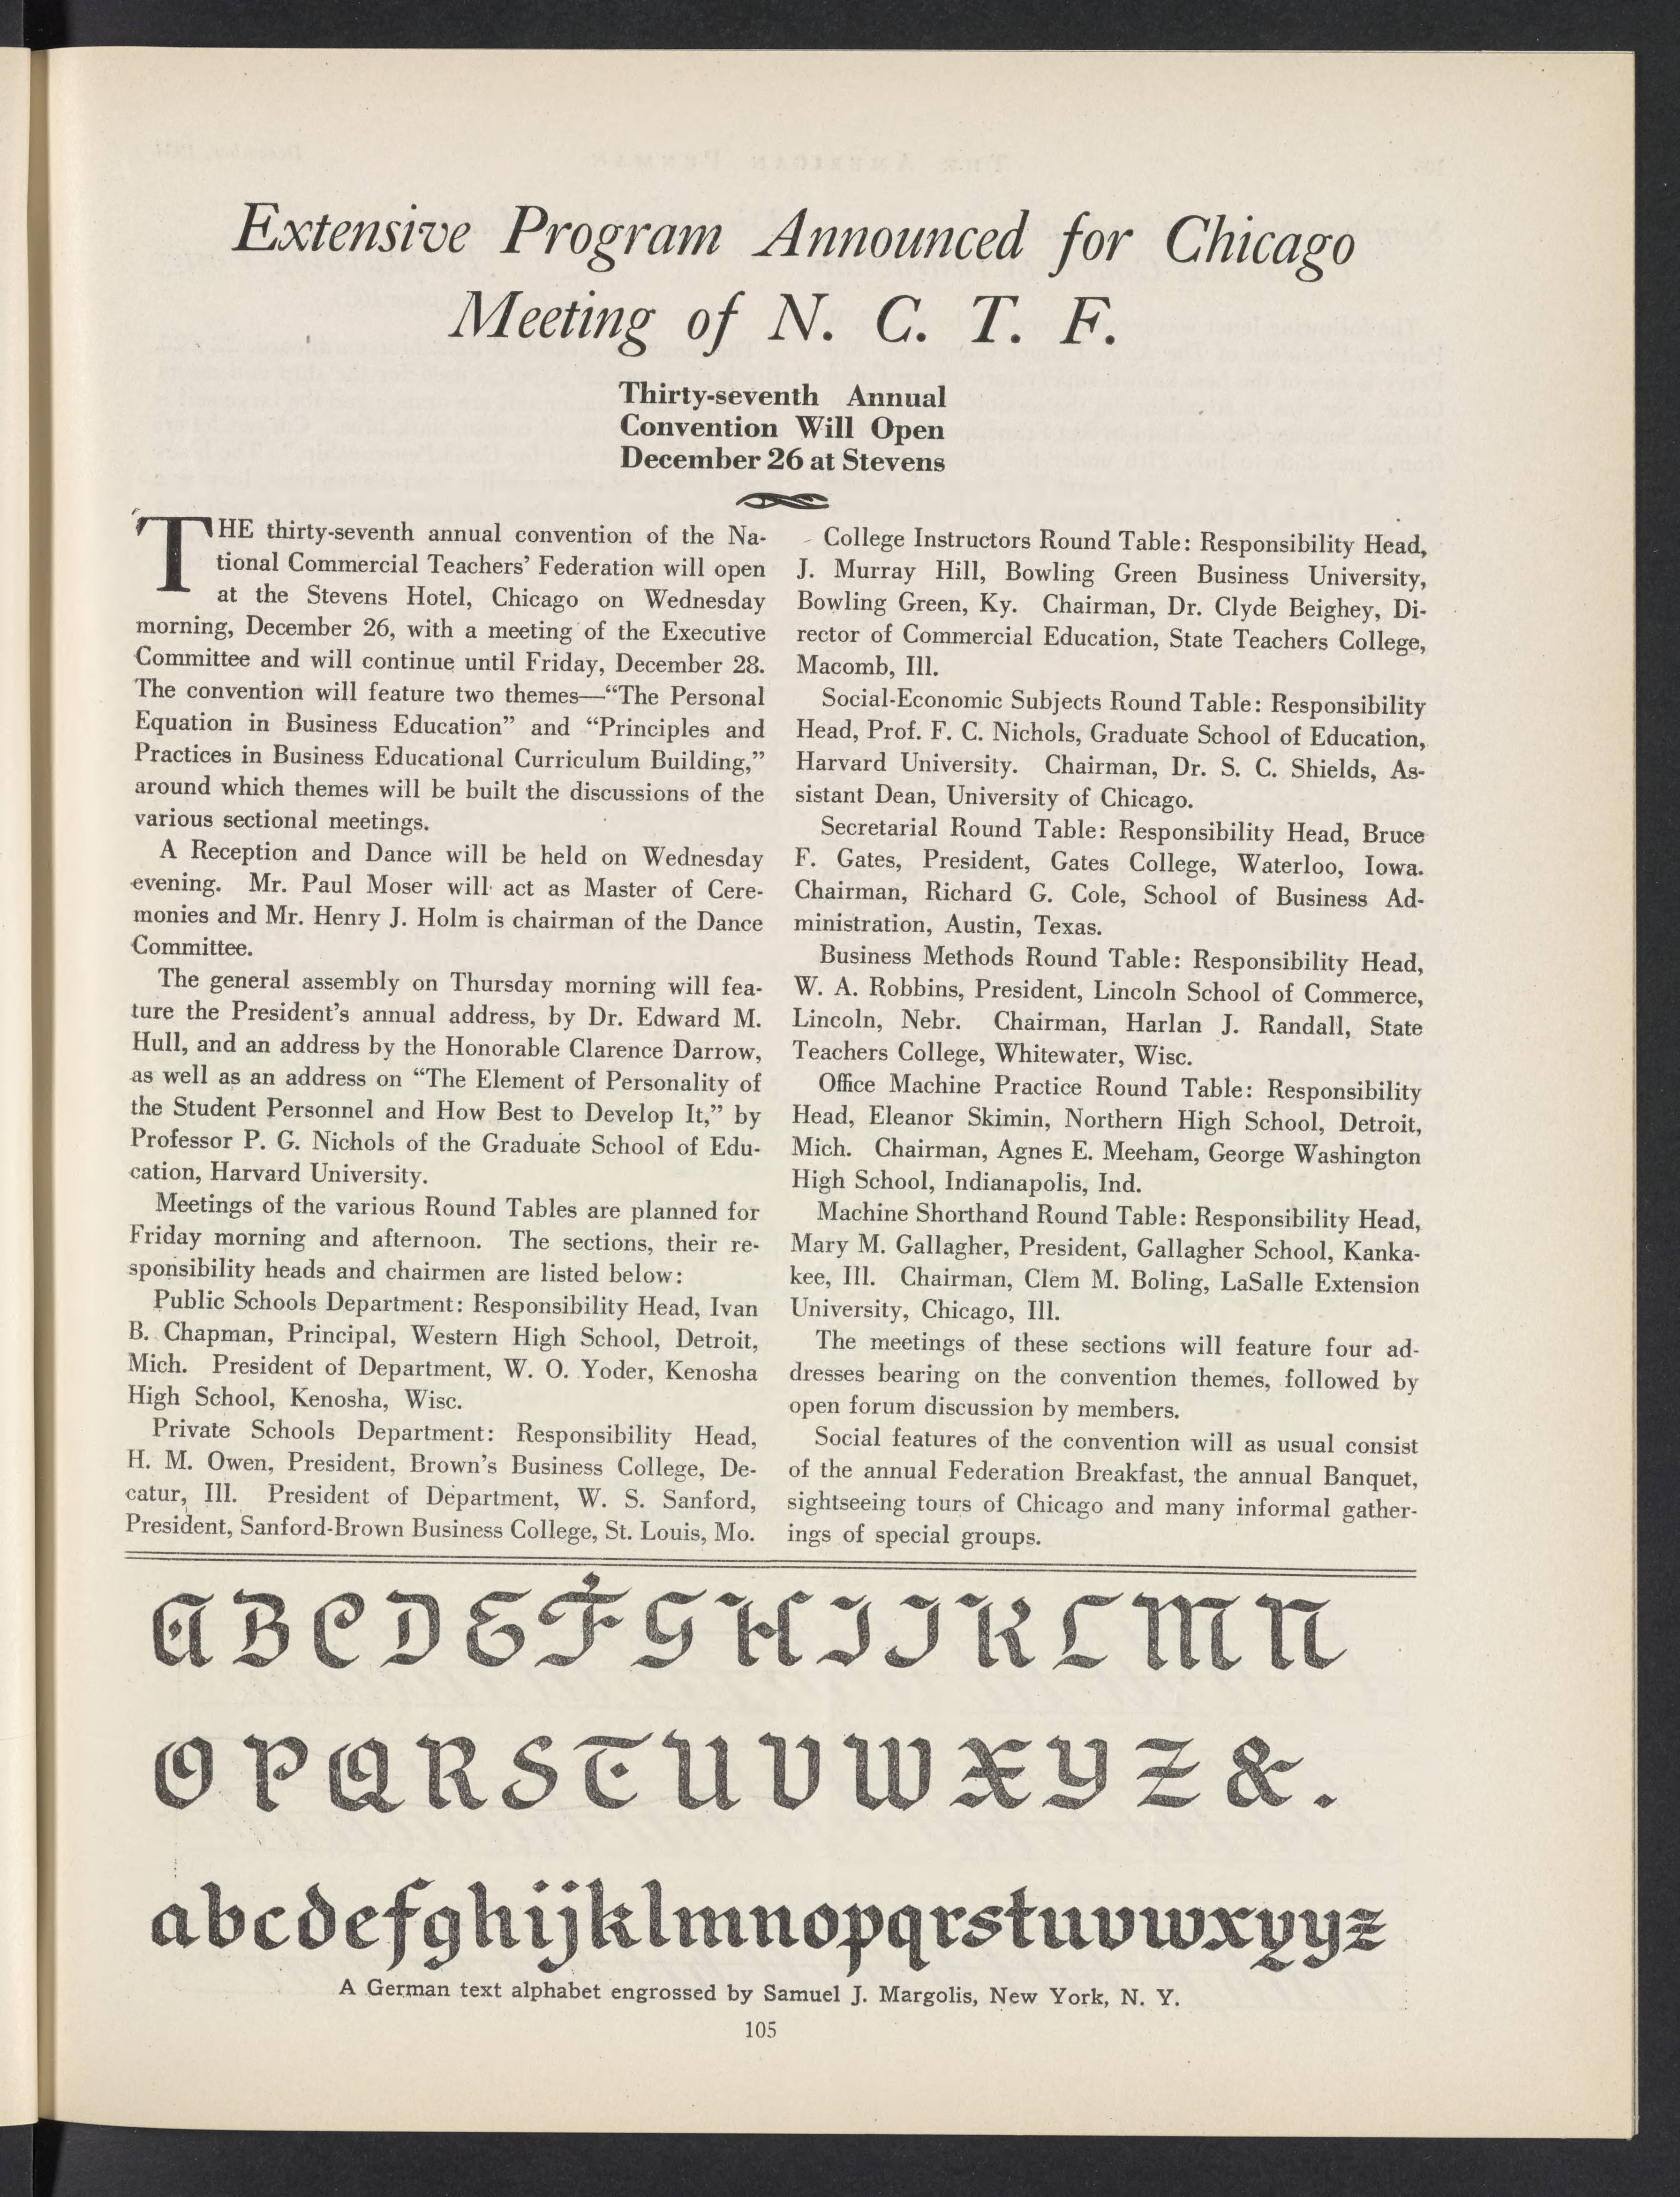 Extensive Program Announced for Chicago
Meeting of N. C. T. F.
Thirty-seventh Annual
Convention Will Open
December 26 at Stevens
THE thirty-seventh annual convention of the Na-
tional Commercial Teachers' Federation will open
at the Stevens Hotel, Chicago on Wednesday
morning, December 26, with a meeting of the Executive
Committee and will continue until Friday, December 28.
The convention will feature two themes—“The Personal
Equation in Business Education” and “Principles and
Practices in Business Educational Curriculum Building,”
around which themes will be built the discussions of the
various sectional meetings.
A Reception and Dance will be held on Wednesday
evening. Mr. Paul Moser will act as Master of Cere-
monies and Mr. Henry J. Holm is chairman of the Dance
Committee.
The general assembly on Thursday morning will fea-
ture the President's annual address, by Dr. Edward M.
Hull, and an address by the Honorable Clarence Darrow,
as well as an address on “The Element of Personality of
the Student Personnel and How Best to Develop It,” by
Professor P. G. Nichols of the Graduate School of Edu-
cation, Harvard University.
Meetings of the various Round Tables are planned for
Friday morning and afternoon. The sections, their re-
sponsibility heads and chairmen are listed below:
Public Schools Department: Responsibility Head, Ivan
B. Chapman, Principal, Western High School, Detroit,
Mich. President of Department, W. O. Yoder, Kenosha
High School, Kenosha, Wisc.
Private Schools Department: Responsibility Head,
H. M. Owen, President, Brown's Business College, De-
catur, Ill. President of Department, W. S. Sanford,
President, Sanford-Brown Business College, St. Louis, Mo.
College Instructors Round Table: Responsibility Head,
J. Murray Hill, Bowling Green Business University,
Bowling Green, Ky. Chairman, Dr. Clyde Beighey, Di-
rector of Commercial Education, State Teachers College,
Macomb, Ill.
Social-Economic Subjects Round Table: Responsibility
Head, Prof. F. C. Nichols, Graduate School of Education,
Harvard University. Chairman, Dr. S. C. Shields, As-
sistant Dean, University of Chicago.
Secretarial Round Table: Responsibility Head, Bruce
F. Gates, President, Gates College, Waterloo, Iowa.
Chairman, Richard G. Cole, School of Business Ad-
ministration, Austin, Texas.
Business Methods Round Table: Responsibility Head,
W. A. Robbins, President, Lincoln School of Commerce,
Lincoln, Nebr. Chairman, Harlan J. Randall, State
Teachers College, Whitewater, Wisc.
Office Machine Practice Round Table: Responsibility
Head, Eleanor Skimin, Northern High School, Detroit,
Mich. Chairman, Agnes E. Meeham, George Washington
High School, Indianapolis, Ind.
Machine Shorthand Round Table: Responsibility Head,
Mary M. Gallagher, President, Gallagher School, Kanka-
kee, Ill. Chairman, Clem M. Boling, LaSalle Extension
University, Chicago, Ill.
The meetings of these sections will feature four ad-
dresses bearing on the convention themes, followed by
open forum discussion by members.
Social features of the convention will as usual consist
of the annual Federation Breakfast, the annual Banquet,
sightseeing tours of Chicago and many informal gather-
ings of special groups.
A B C D E F G H I J K L M N
O P Q R S T U V W X Y Z & .
abcdefghijklmnopqrstuvwxyyz
A German text alphabet engrossed by Samuel J. Margolis, New York, N. Y.
105